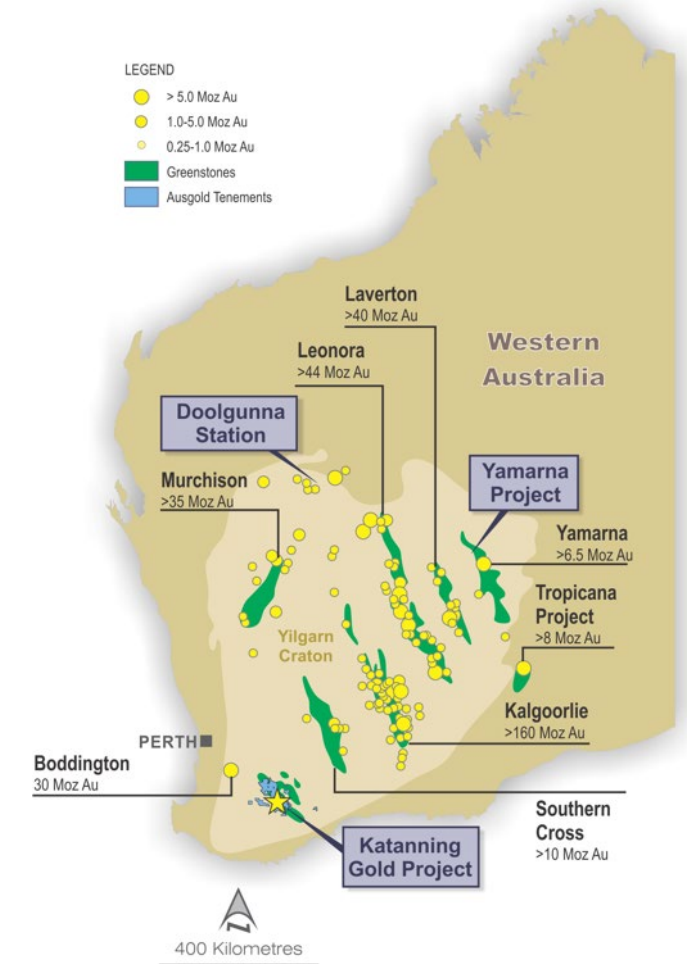 LEGEND
> 5.0 Moz Au
1.0-5.0 Moz Au
0.25-1.0 Moz Au
Greenstones
Ausgold Tenements
Laverton
>40 Moz Au
Leonora
>44 Moz Au
Western
Australia
Doolgunna
Station
Murchison
>35 Moz Au
Yamarna
Project
Yamarna
>6.5 Moz Au
Tropicana
Project
>8 Moz Au
Yilgarn
Craton
Kalgoorlie
>160 Moz Au
PERTH
Boddington
30 Moz Au
Southern
Cross
>10 Moz Au
Katanning
Gold Project
N
400 Kilometres